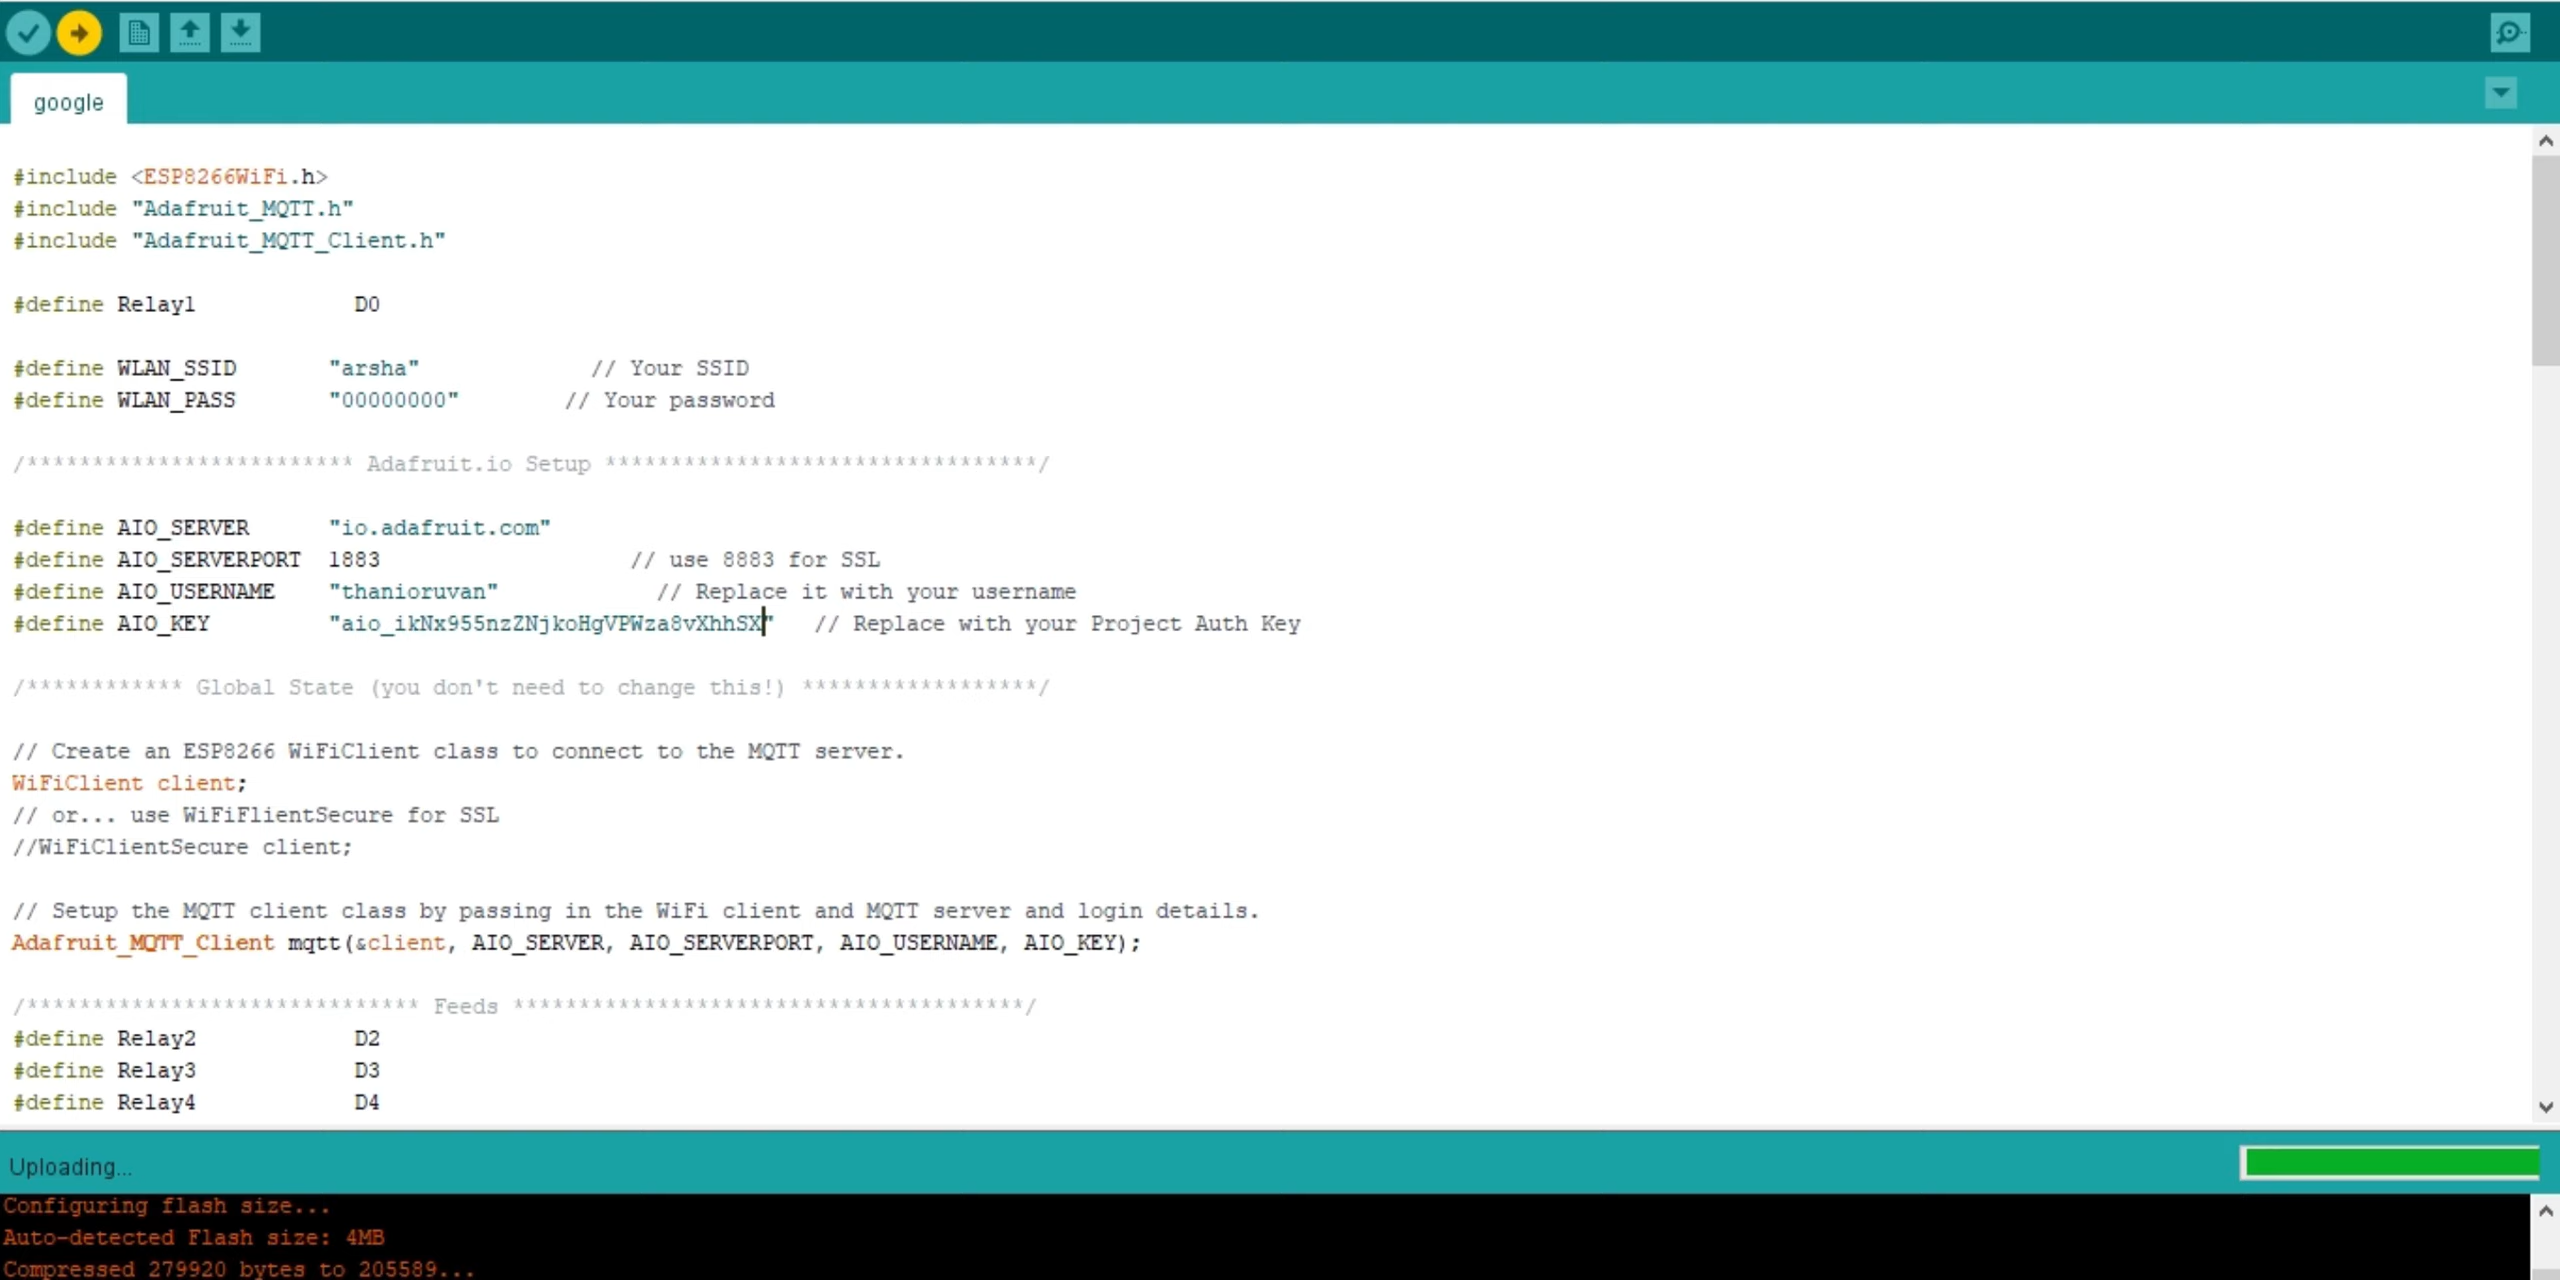 google
#include <ESP8266WiFi.h>
#include "Adafruit_MQTT.h"
#include "Adafruit_MQTT_Client.h"
#define Relay1            D0
#define WLAN_SSID       "arsha"             // Your SSID
#define WLAN_PASS       "00000000"        // Your password
/************************* Adafruit.io Setup *********************************/
#define AIO_SERVER      "io.adafruit.com"
#define AIO_SERVERPORT  1883                   // use 8883 for SSL
#define AIO_USERNAME    "thanioruvan"            // Replace it with your username
#define AIO_KEY         "aio_ikNx955nzZNjkoHgVPWza8vXhhSX"   // Replace with your Project Auth Key
/************ Global State (you don't need to change this!) ******************/
// Create an ESP8266 WiFiClient class to connect to the MQTT server.
WiFiClient client;
// or... use WiFiFlientSecure for SSL
//WiFiClientSecure client;
// Setup the MQTT client class by passing in the WiFi client and MQTT server and login details.
Adafruit_MQTT_Client mqtt(&client, AIO_SERVER, AIO_SERVERPORT, AIO_USERNAME, AIO_KEY);
/****************************** Feeds ***************************************/
#define Relay2            D2
#define Relay3            D3
#define Relay4            D4
Uploading...
Configuring flash size...
Auto-detected Flash size: 4MB
Compressed 279920 bytes to 205589...